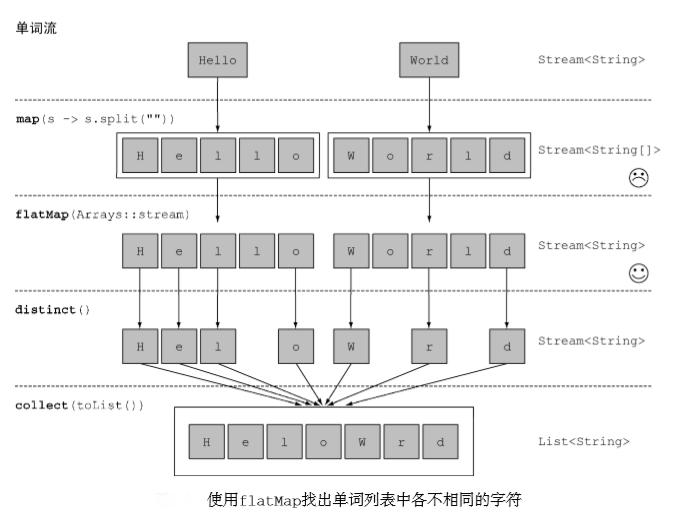 单词流
Hello World Stream<String>
map(s -> s.split(""))
H e l l o W o r l d Stream<String[]>
flatMap(Arrays::stream)
H e l l o W o r l d Stream<String>
distinct()
H e l o W r d Stream<String>
collect(toList())
H e l o W r d List<String>
使用flatMap找出单词列表中各不相同的字符